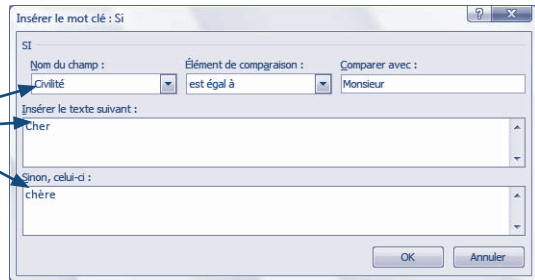 Insérer le mot clé : Si
SI
Nom du champ : Élément de comparaison : Comparer avec :
Civilité est égal à Monsieur
Insérer le texte suivant :
Cher
Sinon, celui-ci :
chère
OK Annuler